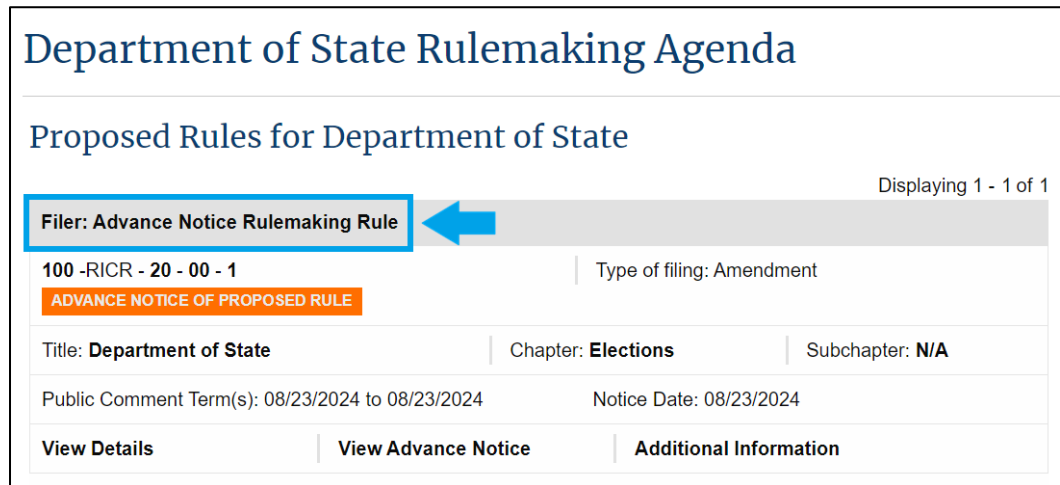 Department of State Rulemaking Agenda
Proposed Rules for Department of State
Displaying 1 - 1 of 1
Filer: Advance Notice Rulemaking Rule
100 -RICR - 20 - 00 - 1 Type of filing: Amendment
ADVANCE NOTICE OF PROPOSED RULE
Title: Department of State Chapter: Elections Subchapter: N/A
Public Comment Term(s): 08/23/2024 to 08/23/2024 Notice Date: 08/23/2024
View Details View Advance Notice Additional Information